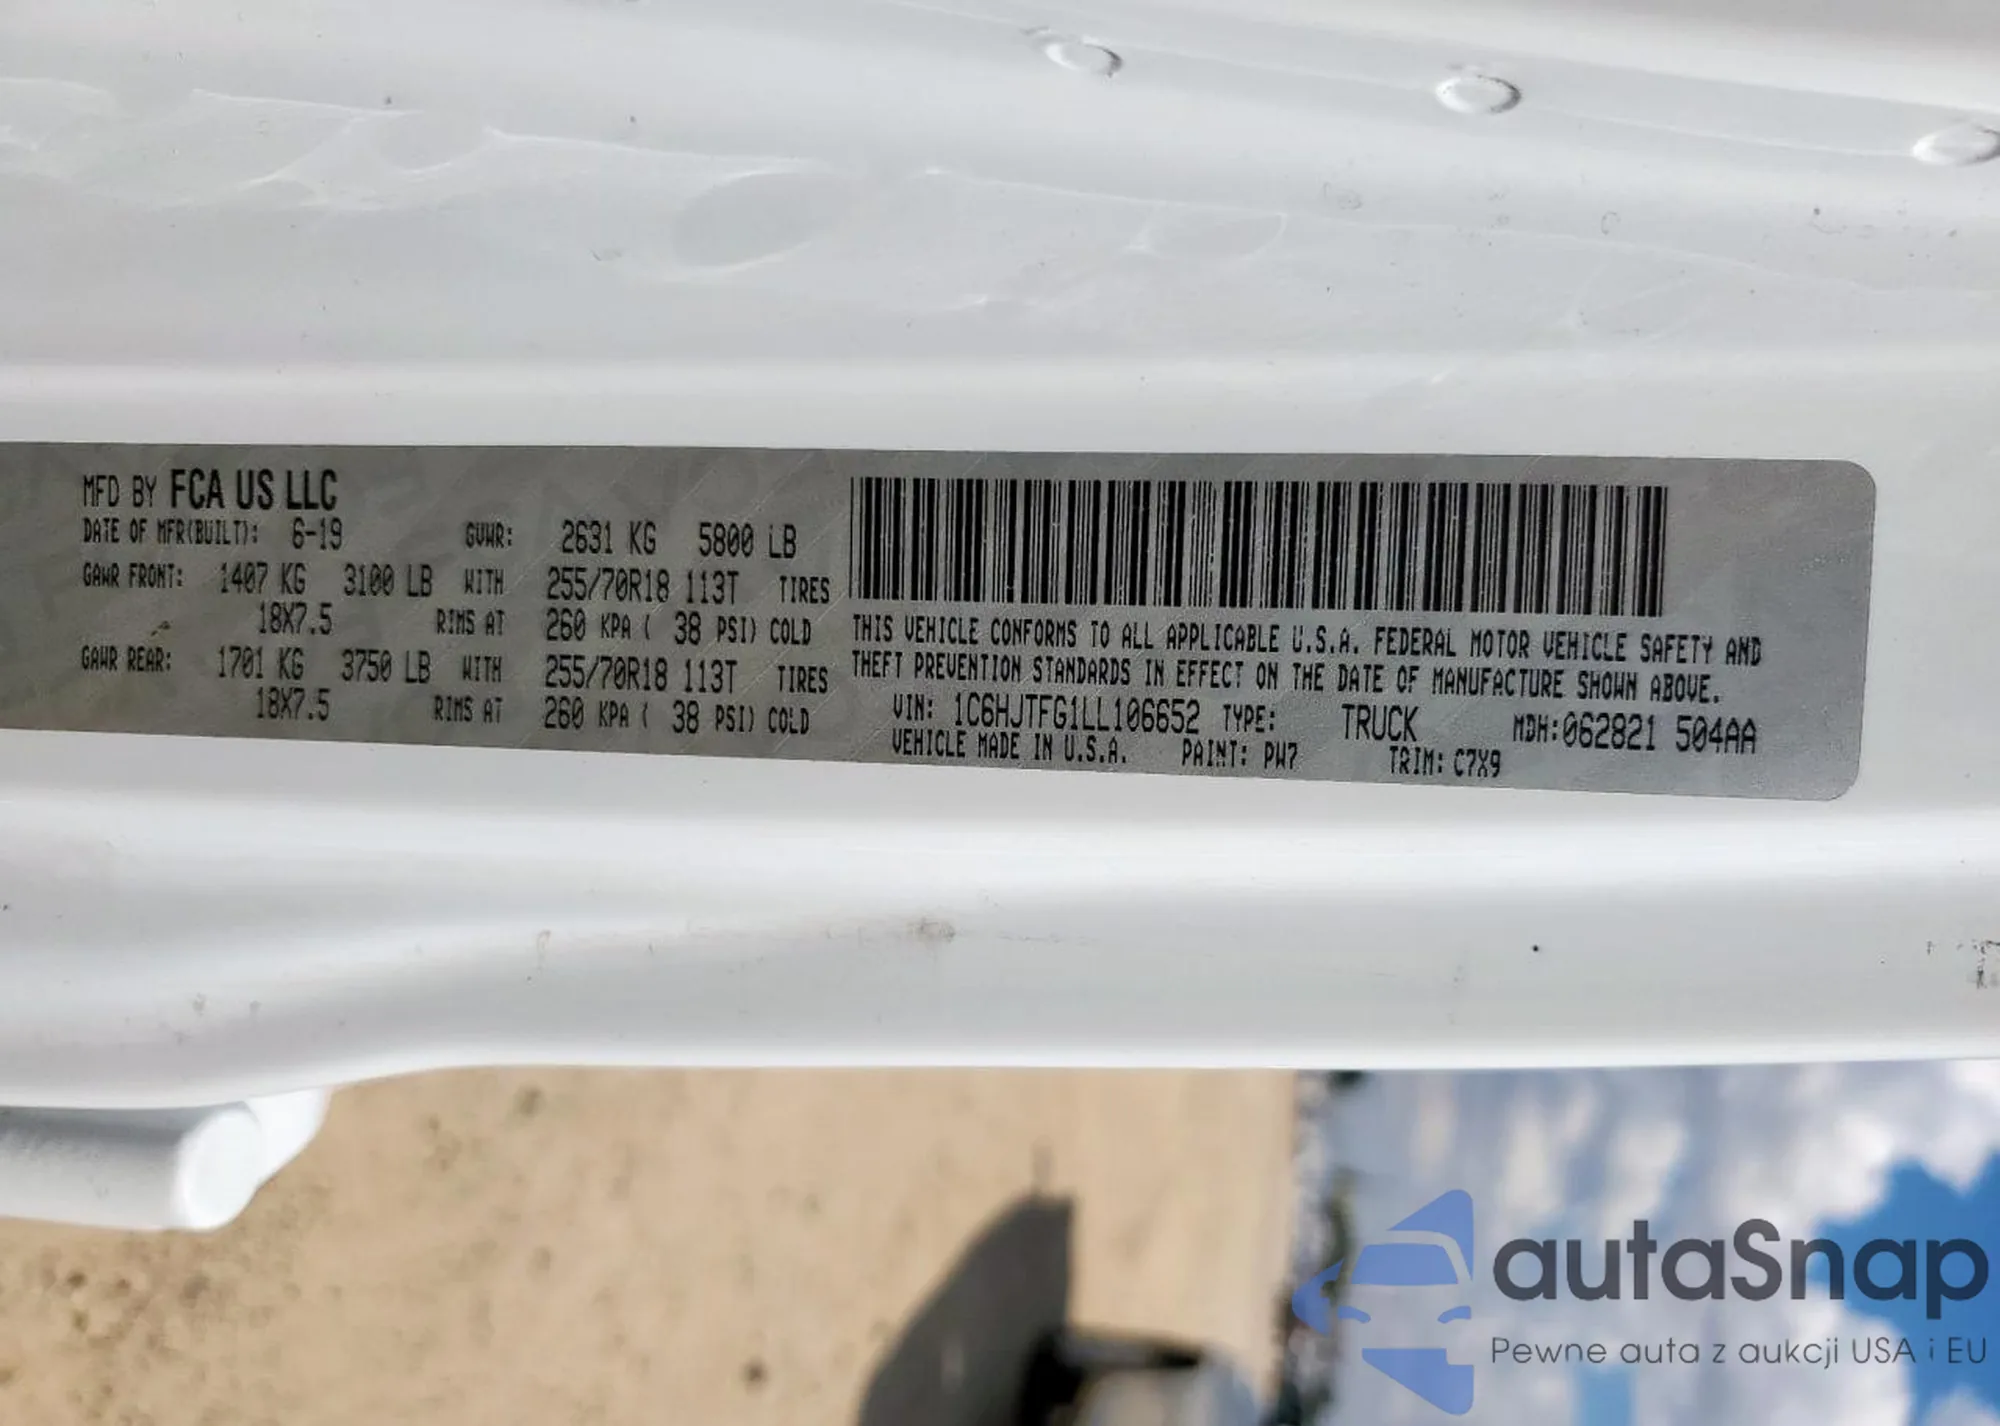 MFD BY FCA US LLC
DATE OF MFR(BUILT): 6-19 GVWR: 2631 KG 5800 LB
GAWR FRONT: 1407 KG 3100 LB WITH 255/70R18 113T TIRES
18X7.5 RIMS AT 260 KPA ( 38 PSI) COLD
GAWR REAR: 1701 KG 3750 LB WITH 255/70R18 113T TIRES
18X7.5 RIMS AT 260 KPA ( 38 PSI) COLD
THIS VEHICLE CONFORMS TO ALL APPLICABLE U.S.A. FEDERAL MOTOR VEHICLE SAFETY AND
THEFT PREVENTION STANDARDS IN EFFECT ON THE DATE OF MANUFACTURE SHOWN ABOVE.
VIN: 1C6HJTFG1LL106652 TYPE: TRUCK MDH:062821 504AA
VEHICLE MADE IN U.S.A. PAINT: PW7 TRIM: C7X9
autaSnap
Pewne auta z aukcji USA i EU